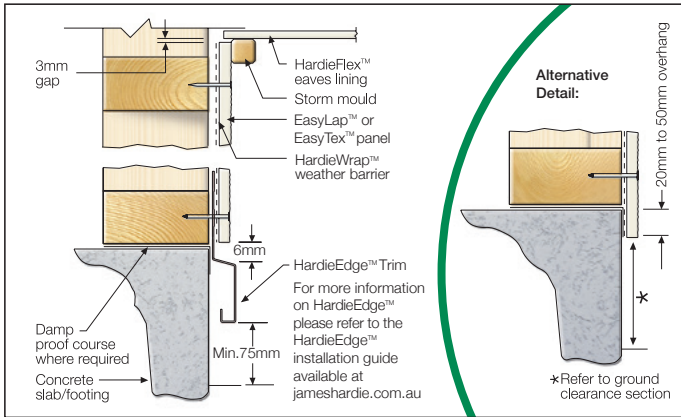 3mm
gap
HardieFlex™
eaves lining
Storm mould
EasyLap™ or
EasyTex™ panel
HardieWrap™
weather barrier
6mm
HardieEdge™ Trim
For more information
on HardieEdge™
please refer to the
HardieEdge™
installation guide
available at
jameshardie.com.au
Damp
proof course
where required
Min.75mm
Concrete
slab/footing
Alternative
Detail:
20mm to 50mm overhang
*
*Refer to ground
clearance section